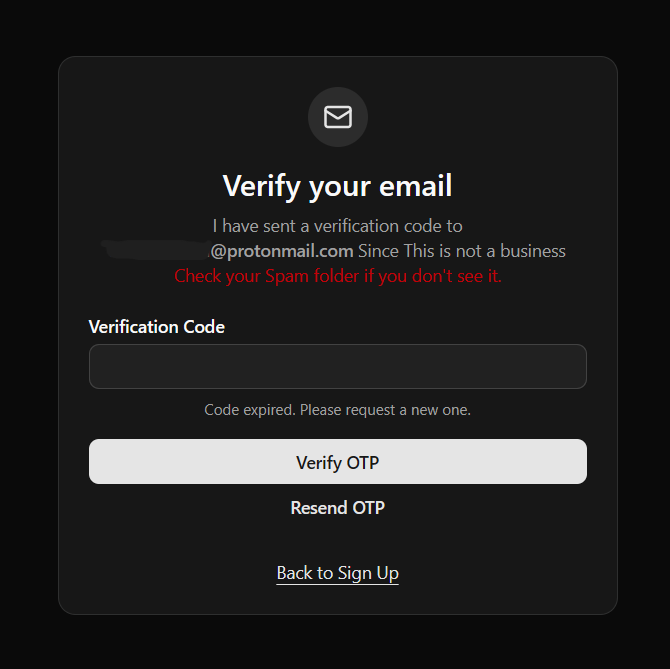 Verify your email
I have sent a verification code to
@protonmail.com Since This is not a business
Check your Spam folder if you don't see it.
Verification Code
Code expired. Please request a new one.
Verify OTP
Resend OTP
Back to Sign Up